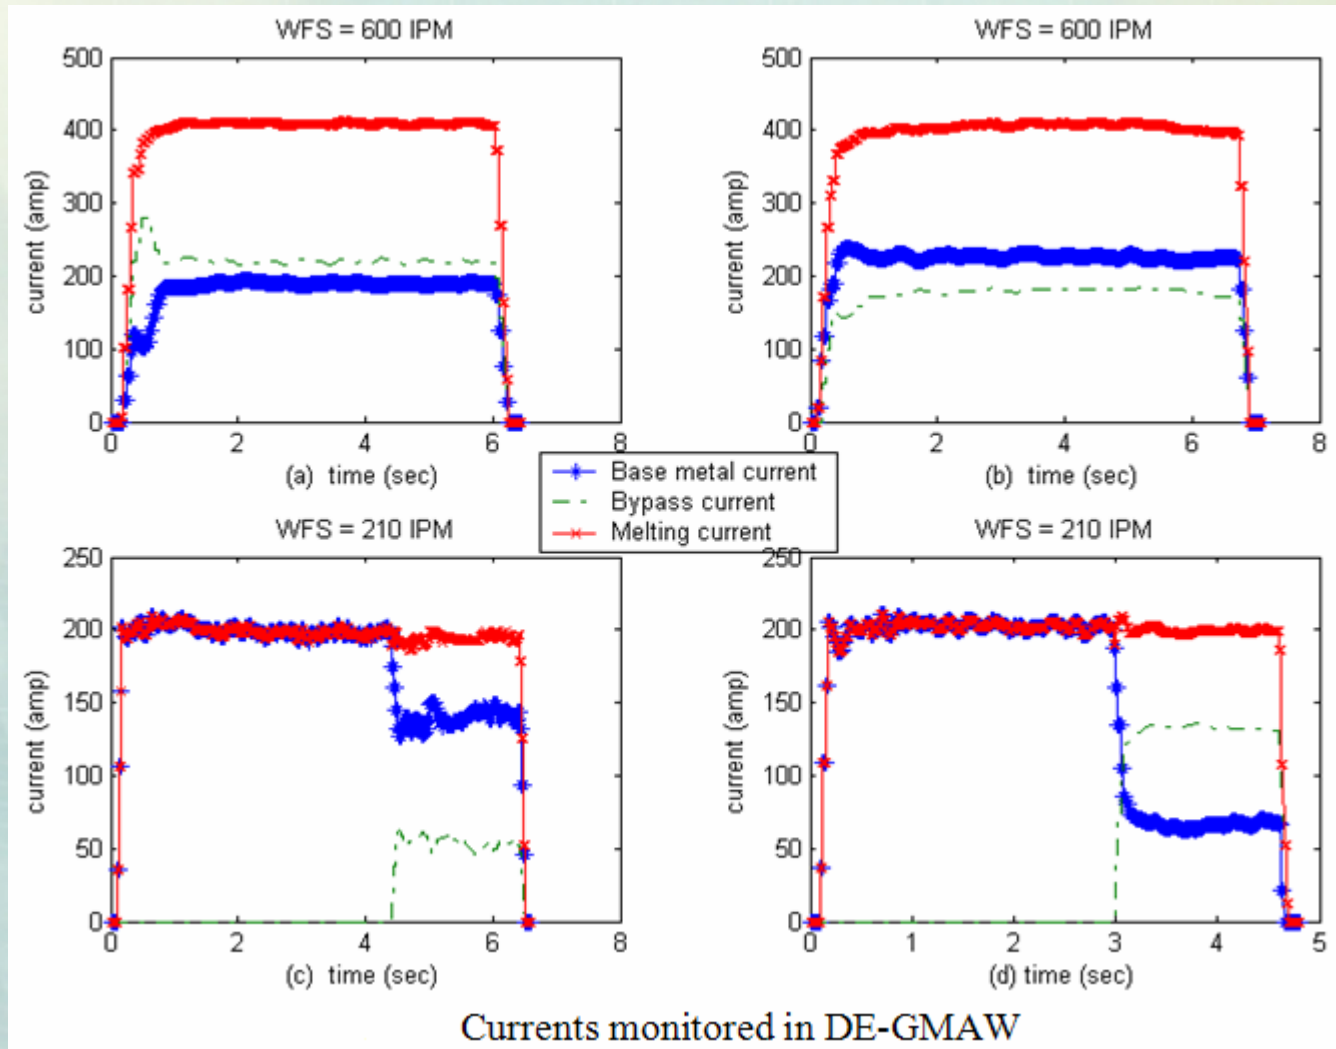 WFS = 600 IPM
500
400
300
200
100
0
current (amp)
0 2 4 6 8
(a) time (sec)
WFS = 600 IPM
500
400
300
200
100
0
current (amp)
0 2 4 6 8
(b) time (sec)
Base metal current
Bypass current
Melting current
WFS = 210 IPM
250
200
150
100
50
0
current (amp)
0 2 4 6 8
(c) time (sec)
WFS = 210 IPM
250
200
150
100
50
0
current (amp)
0 1 2 3 4 5
(d) time (sec)
Currents monitored in DE-GMAW